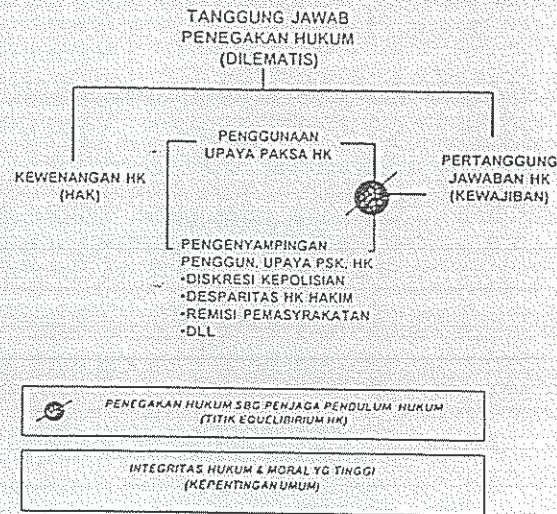 TANGGUNG JAWAB
PENEGAKAN HUKUM
(DILEMATIS)
PENGGUNAAN
UPAYA PAKSA HK
KEWENANGAN HK
(HAK)
PERTANGGUNG
JAWABAN HK
(KEWAJIBAN)
PENGENYAMPINGAN
PENGGUN, UPAYA PSK, HK
•DISKRESI KEPOLISIAN
•DESPARITAS HK HAKIM
•REMISI PEMASYRAKATAN
•DLL
PENEGAKAN HUKUM SBG PENJAGA PENDULUM HUKUM
(TITIK EQUELIBIRIUM HK)
INTEGRITAS HUKUM & MORAL YG TINGGI
(KEPENTINGAN UMUM)